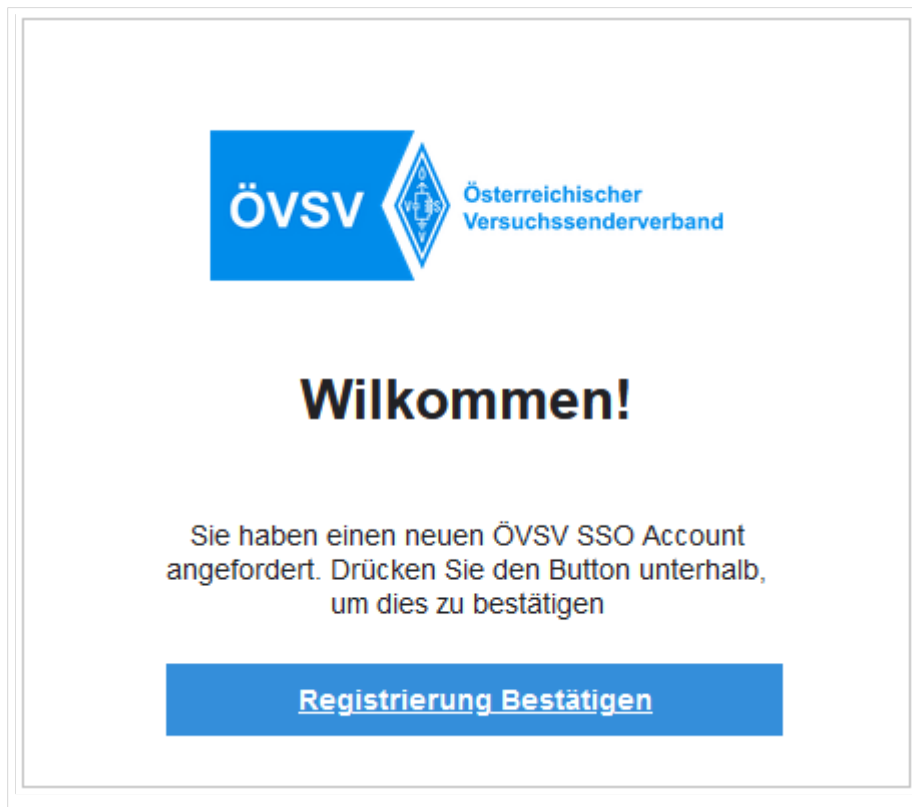 ÖVSV
Ö
V S
V
Österreichischer
Versuchssenderverband
Wilkommen!
Sie haben einen neuen ÖVSV SSO Account
angefordert. Drücken Sie den Button unterhalb,
um dies zu bestätigen
Registrierung Bestätigen